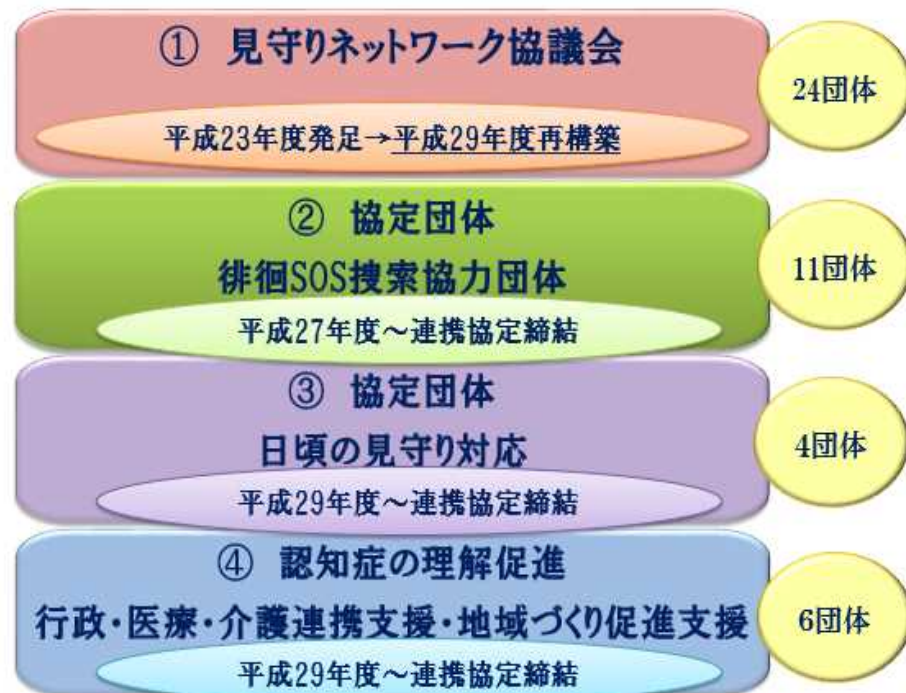 ① 見守りネットワーク協議会
24団体
平成23年度発足→平成29年度再構築
② 協定団体
徘徊SOS捜索協力団体
11団体
平成27年度～連携協定締結
③ 協定団体
日頃の見守り対応
4団体
平成29年度～連携協定締結
④ 認知症の理解促進
行政・医療・介護連携支援・地域づくり促進支援
6団体
平成29年度～連携協定締結